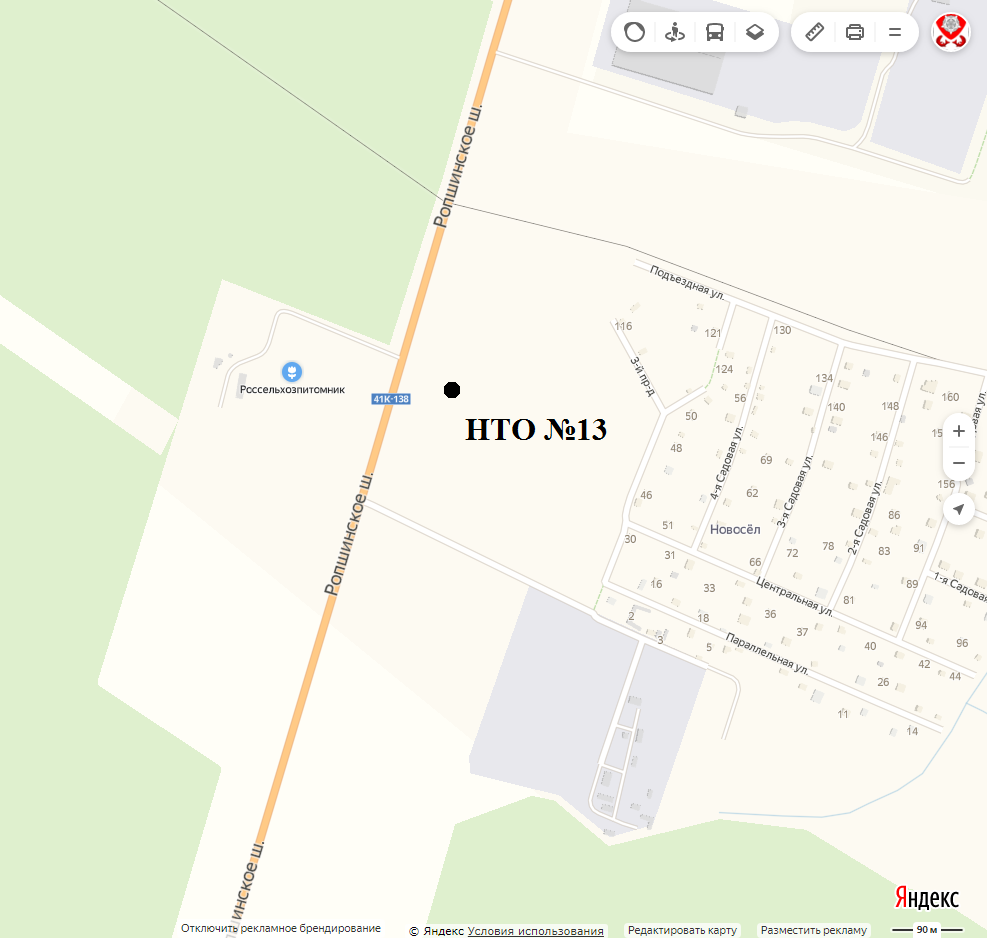 Ропшинское ш.
Подъездная ул.
116
121
130
3-й пр-д
124
134
56
140
148
160
Россельхозпитомник
41К-138
50
НТО №13
48
4-я Садовая ул.
69
146
3-я Садовая ул.
2-я Садовая ул.
156
46
62
86
Ропшинское ш.
51
Новосёл
30
31
66
72
78
83
91
16
33
Центральная ул.
81
89
1-я Садовая
2
18
36
94
3
5
Параллельная ул.
37
40
96
42
44
26
11
14
Яндекс
Отключить рекламное брендирование
© Яндекс Условия использования
Редактировать карту
Разместить рекламу
90 м